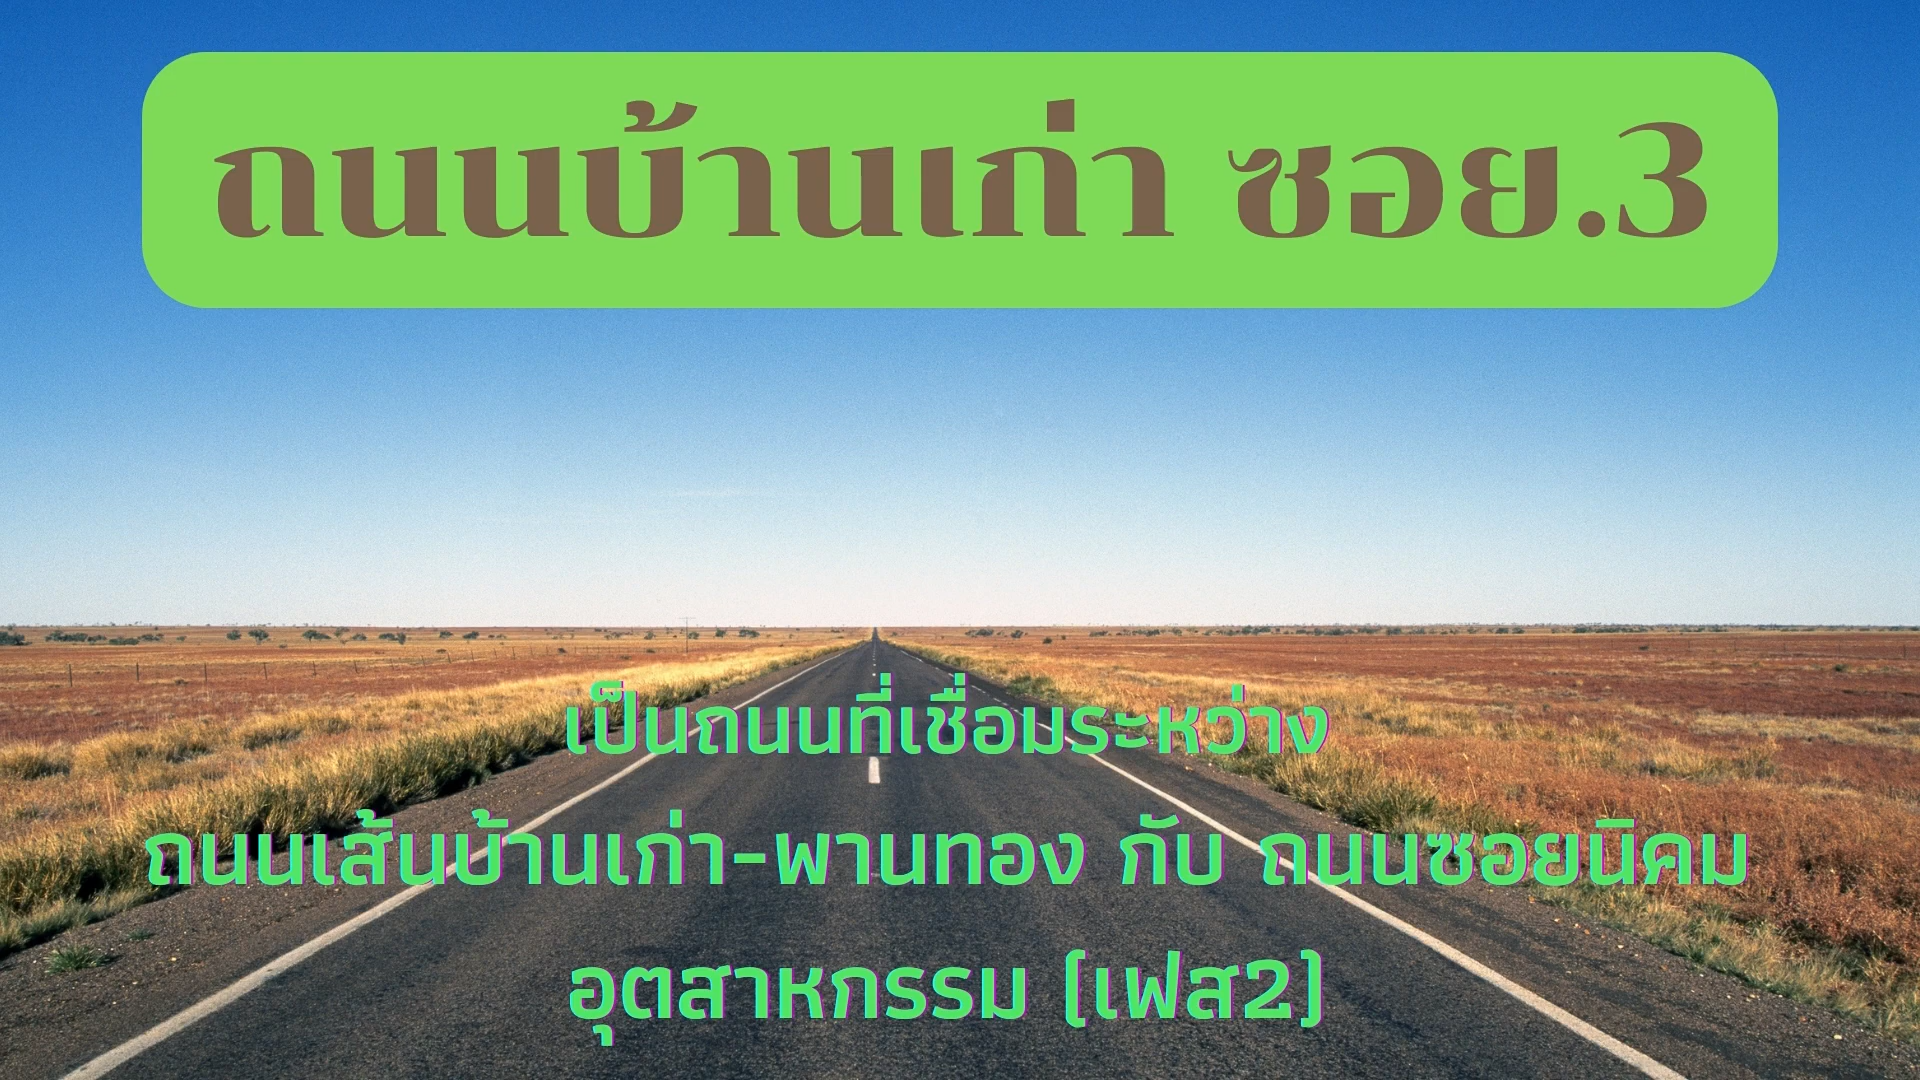 ถนนบ้านเก่า ซอย.3
เป็นถนนที่เชื่อมระหว่าง
ถนนเส้นบ้านเก่า-พานทอง กับ ถนนซอยนิคม
อุตสาหกรรม (เฟส2)